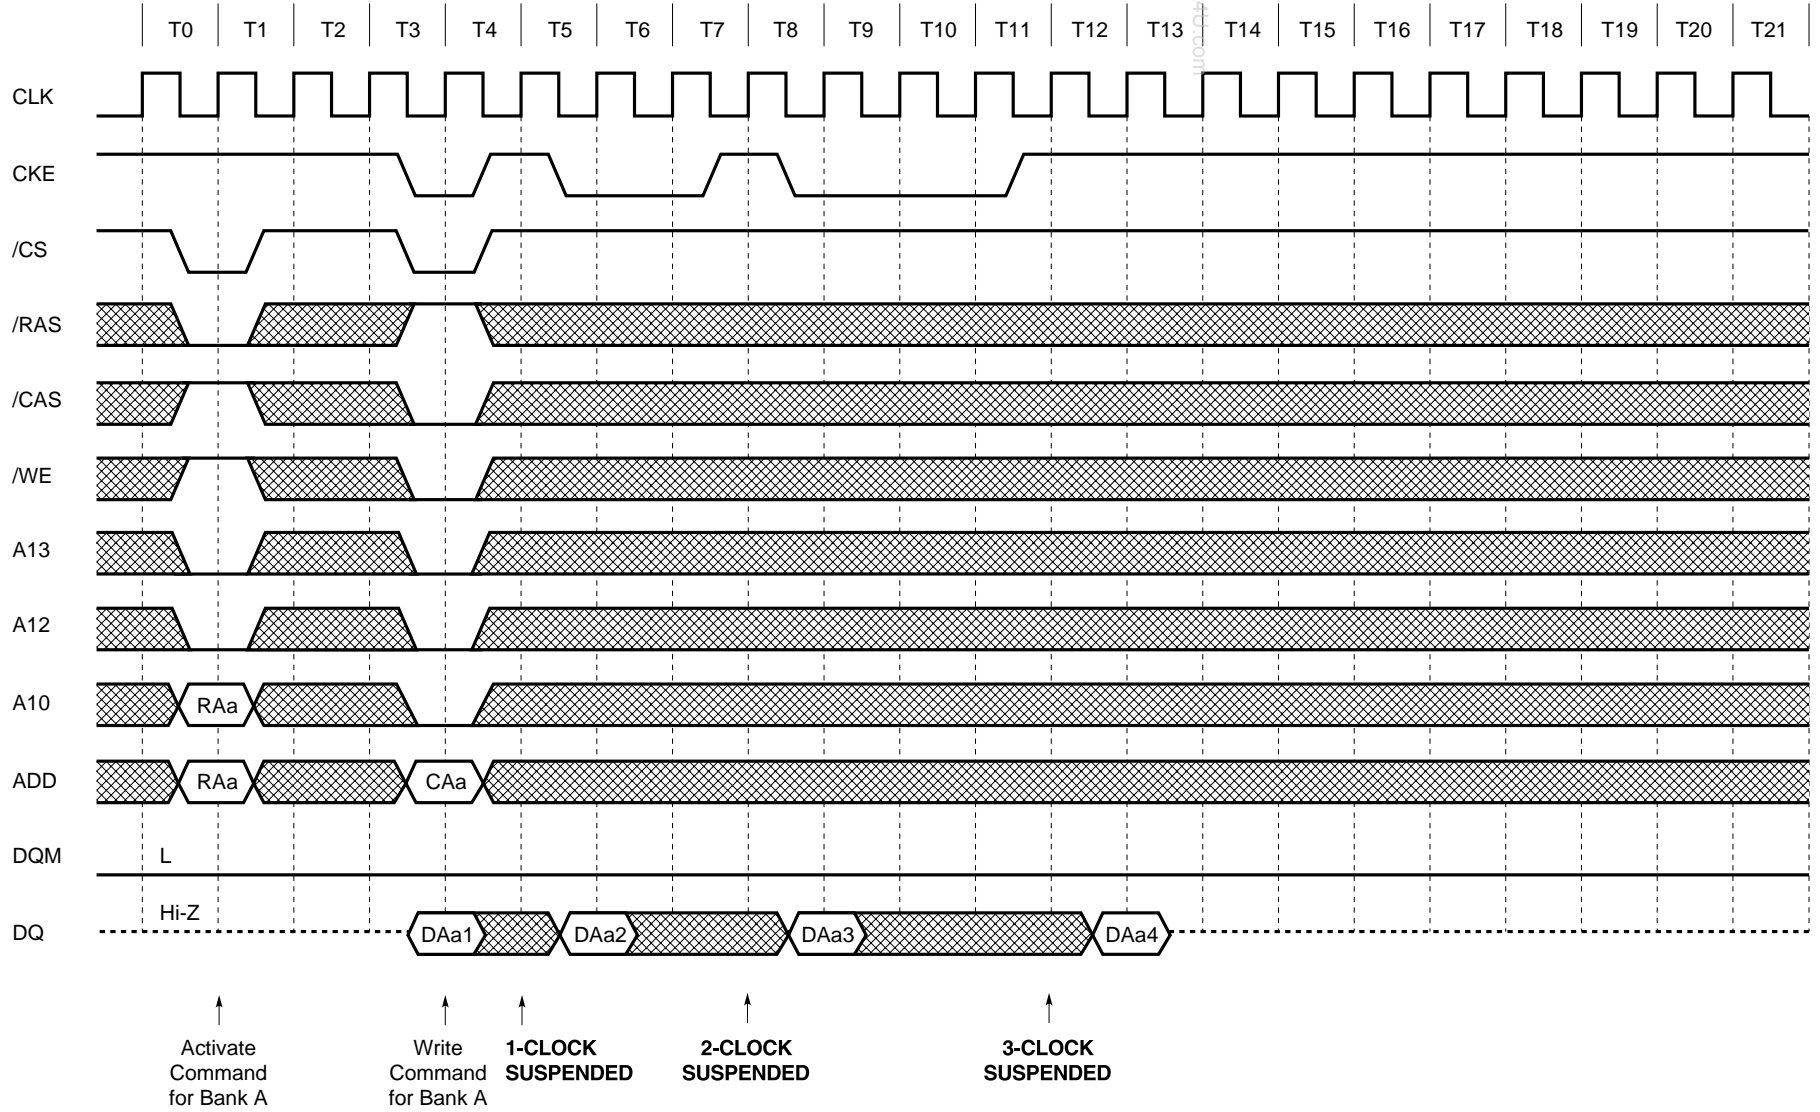 T0 T1 T2 T3 T4 T5 T6 T7 T8 T9 T10 T11 T12 T13 T14 T15 T16 T17 T18 T19 T20 T21
4U.com
CLK
CKE
/CS
/RAS
/CAS
/WE
A13
A12
A10 RAa
ADD RAa CAa
DQM L
Hi-Z
DQ DAa1 DAa2 DAa3 DAa4
Activate
Command
for Bank A
Write
Command
for Bank A
1-CLOCK
SUSPENDED
2-CLOCK
SUSPENDED
3-CLOCK
SUSPENDED